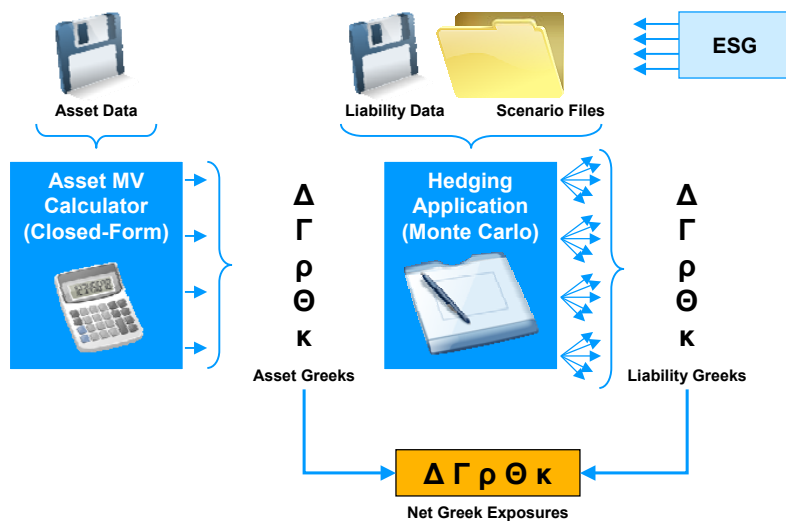 ESG
Asset Data
Liability Data
Scenario Files
Asset MV
Calculator
(Closed-Form)
Δ
Γ
ρ
Θ
κ
Asset Greeks
Hedging
Application
(Monte Carlo)
Δ
Γ
ρ
Θ
κ
Liability Greeks
Δ Γ ρ Θ κ
Net Greek Exposures